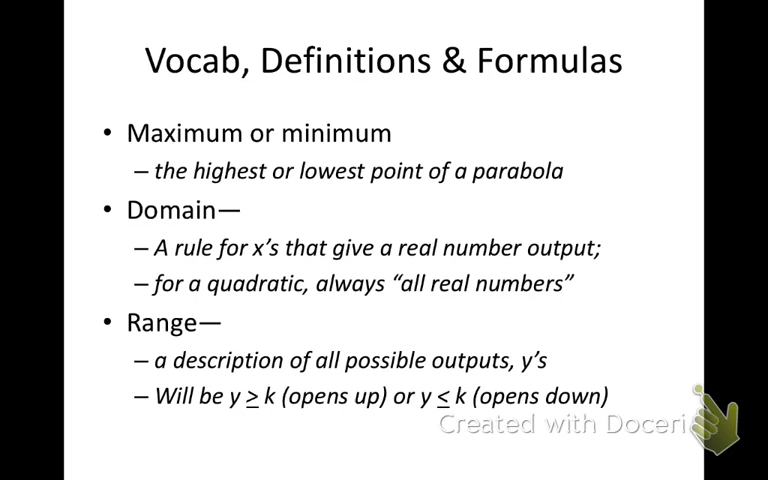 Vocab, Definitions & Formulas
• Maximum or minimum
– the highest or lowest point of a parabola
• Domain—
– A rule for x’s that give a real number output;
– for a quadratic, always “all real numbers”
• Range—
– a description of all possible outputs, y’s
– Will be y ≥ k (opens up) or y ≤ k (opens down)
Created with Doceri